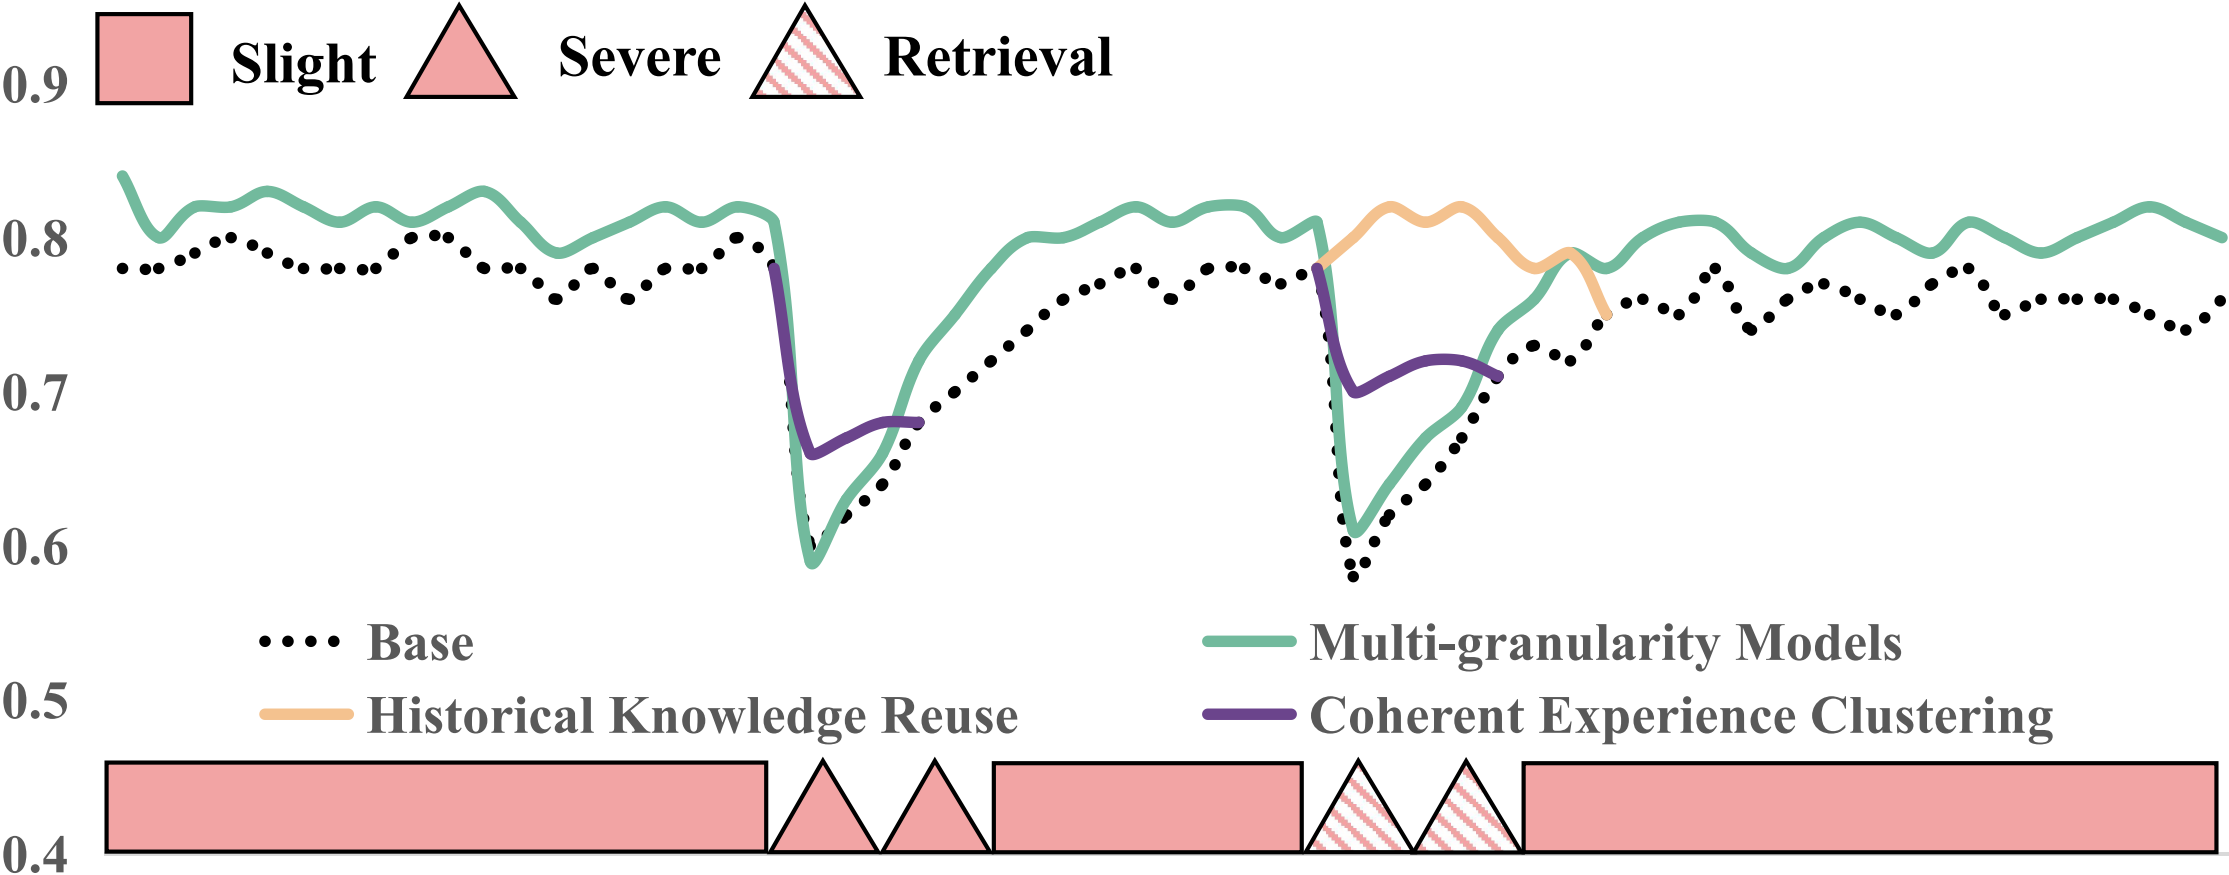 Slight Severe Retrieval
0.9
0.8
0.7
0.6
Base Multi-granularity Models
0.5
Historical Knowledge Reuse Coherent Experience Clustering
0.4